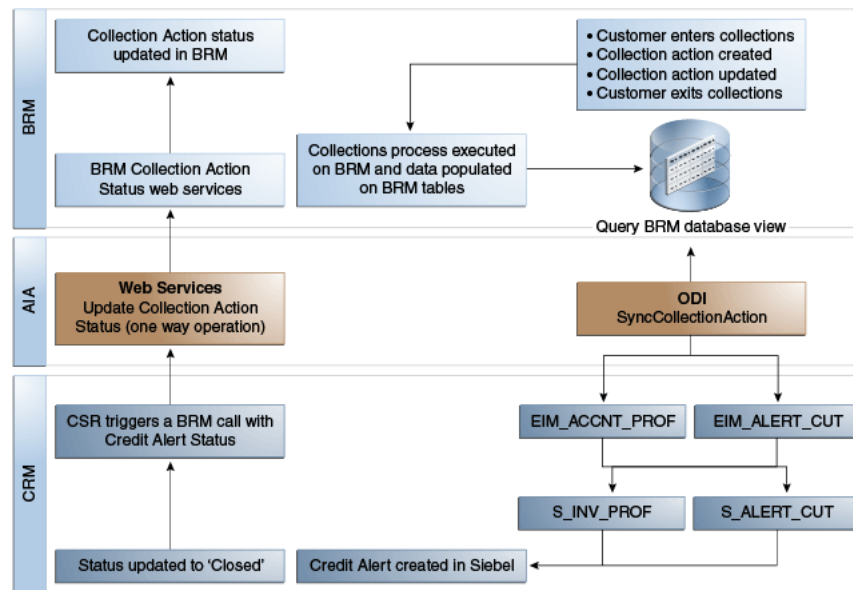 BRM
Collection Action status
updated in BRM
• Customer enters collections
• Collection action created
• Collection action updated
• Customer exits collections
BRM Collection Action
Status web services
Collections process executed
on BRM and data populated
on BRM tables
Query BRM database view
AIA
Web Services
Update Collection Action
Status (one way operation)
ODI
SyncCollectionAction
CRM
CSR triggers a BRM call with
Credit Alert Status
EIM_ACCNT_PROF
EIM_ALERT_CUT
S_INV_PROF
S_ALERT_CUT
Status updated to ‘Closed’
Credit Alert created in Siebel